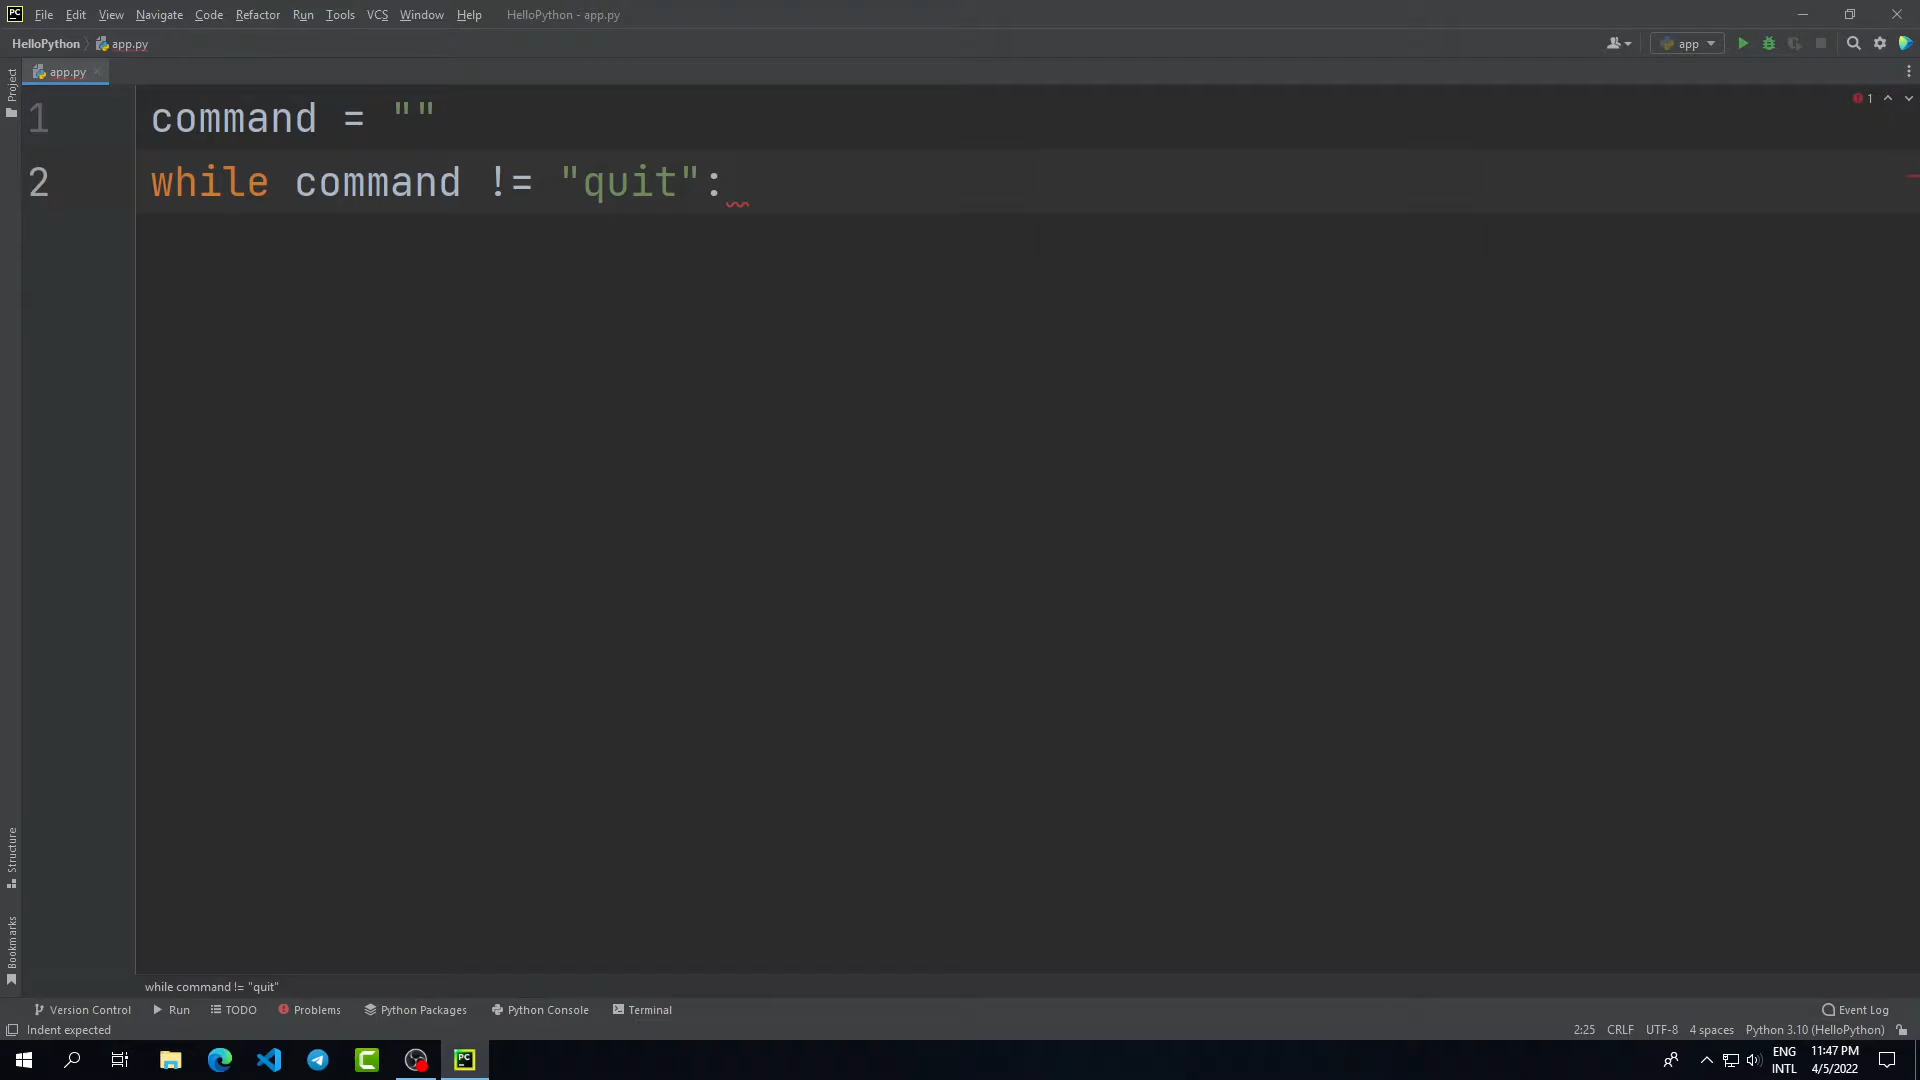 PC File Edit View Navigate Code Refactor Run Tools VCS Window Help HelloPython - app.py
HelloPython app.py app
app.py
Project
1 command = "" 1
2 while command != "quit":
Structure
Bookmarks
while command != "quit"
Version Control Run TODO Problems Python Packages Python Console Terminal Event Log
Indent expected 2:25 CRLF UTF-8 4 spaces Python 3.10 (HelloPython)
PC ENG 11:47 PM
INTL 4/5/2022